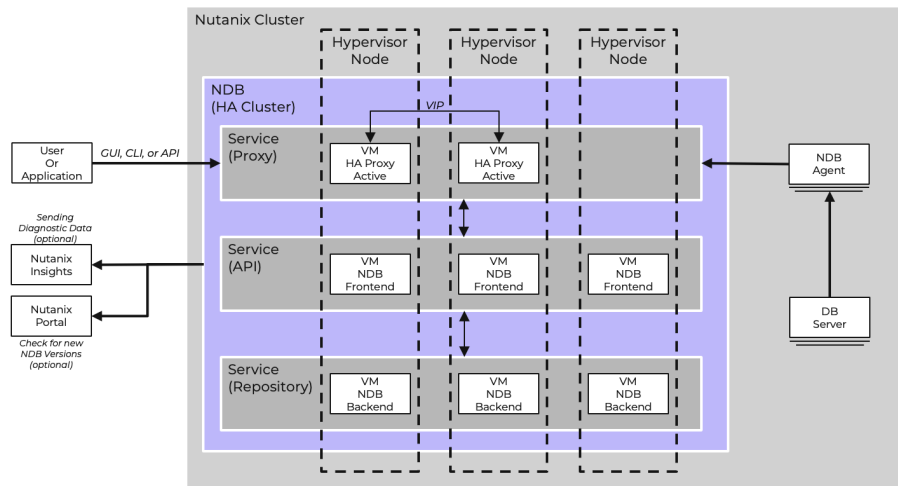 Nutanix Cluster
Hypervisor
Node
Hypervisor
Node
Hypervisor
Node
NDB
(HA Cluster)
VIP
Service
(Proxy)
VM
HA Proxy
Active
VM
HA Proxy
Active
User
Or
Application
GUI, CLI, or API
NDB
Agent
Sending
Diagnostic Data
(optional)
Nutanix
Insights
Service
(API)
VM
NDB
Frontend
VM
NDB
Frontend
VM
NDB
Frontend
Nutanix
Portal
Check for new
NDB Versions
(optional)
DB
Server
Service
(Repository)
VM
NDB
Backend
VM
NDB
Backend
VM
NDB
Backend